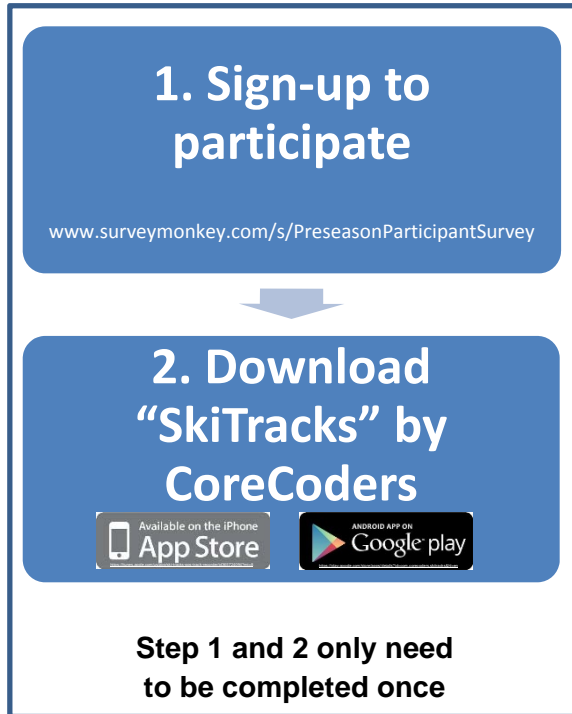 1. Sign-up to
participate
www.surveymonkey.com/s/PreseasonParticipantSurvey
2. Download
“SkiTracks” by
CoreCoders
Available on the iPhone
App Store
ANDROID APP ON
Google play
Step 1 and 2 only need
to be completed once